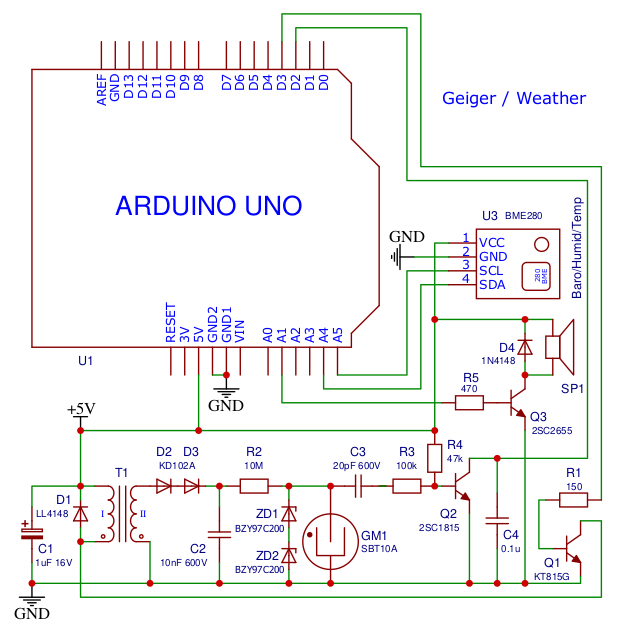 AREF
GND
D13
D12
D11
D10
D9
D8
D7
D6
D5
D4
D3
D2
D1
D0
Geiger / Weather
ARDUINO UNO
U3 BME280
Baro/Humid/Temp
GND
1 VCC
2 GND
3 SCL
4 SDA
280
BME
RESET
3V
5V
GND2
GND1
VIN
A0
A1
A2
A3
A4
A5
U1
GND
D4
1N4148
SP1
R5
470
Q3
2SC2655
+5V
T1
D2 D3
KD102A
R2
10M
C3
20pF 600V
R3
100k
R4
47k
R1
150
D1
LL4148
I
II
ZD1
BZY97C200
GM1
SBT10A
Q2
2SC1815
C4
0.1u
+
C1
1uF 16V
C2
10nF 600V
ZD2
BZY97C200
Q1
KT815G
GND